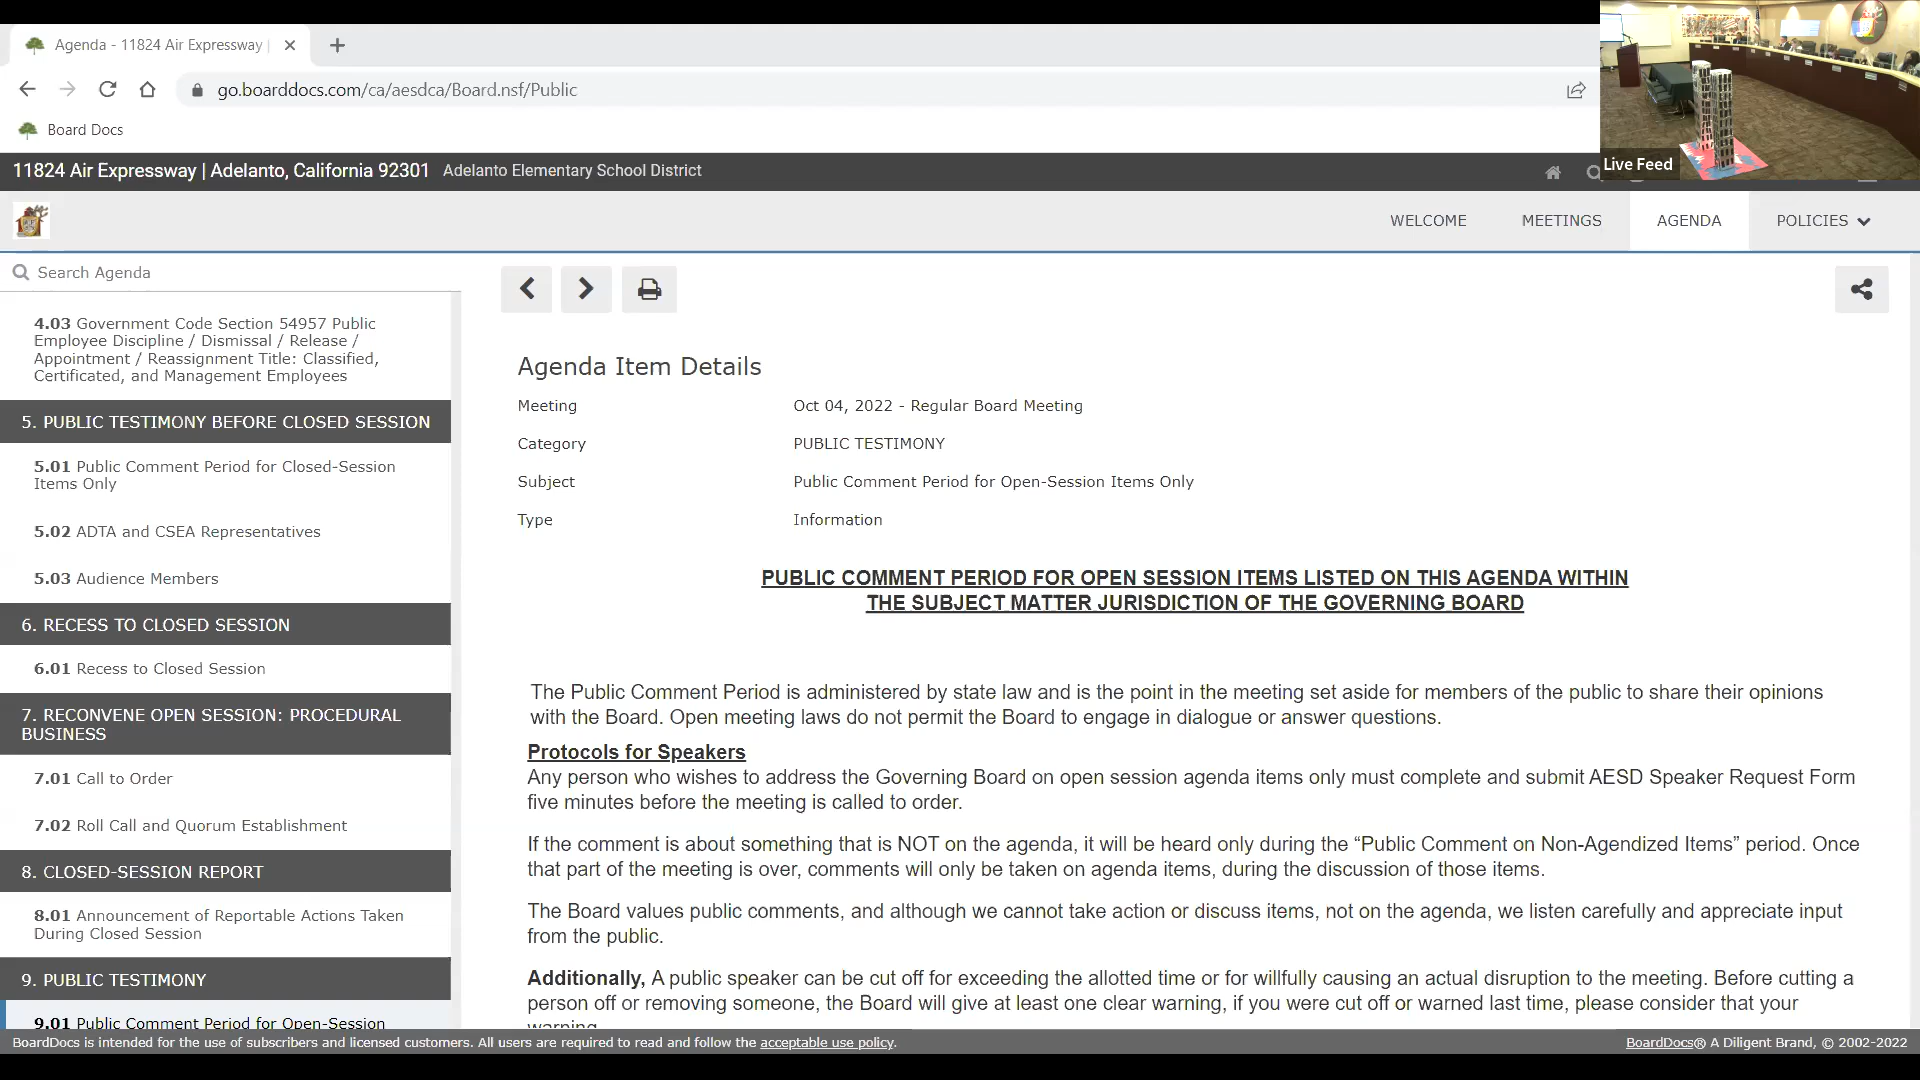 Agenda - 11824 Air Expressway |
go.boarddocs.com/ca/aesdca/Board.nsf/Public
Board Docs
Live Feed
11824 Air Expressway | Adelanto, California 92301 Adelanto Elementary School District
WELCOME MEETINGS AGENDA POLICIES
Search Agenda
4.03 Government Code Section 54957 Public
Employee Discipline / Dismissal / Release /
Appointment / Reassignment Title: Classified,
Certificated, and Management Employees
5. PUBLIC TESTIMONY BEFORE CLOSED SESSION
5.01 Public Comment Period for Closed-Session
Items Only
5.02 ADTA and CSEA Representatives
5.03 Audience Members
6. RECESS TO CLOSED SESSION
6.01 Recess to Closed Session
7. RECONVENE OPEN SESSION: PROCEDURAL
BUSINESS
7.01 Call to Order
7.02 Roll Call and Quorum Establishment
8. CLOSED-SESSION REPORT
8.01 Announcement of Reportable Actions Taken
During Closed Session
9. PUBLIC TESTIMONY
9.01 Public Comment Period for Open-Session
Agenda Item Details
Meeting Oct 04, 2022 - Regular Board Meeting
Category PUBLIC TESTIMONY
Subject Public Comment Period for Open-Session Items Only
Type Information
PUBLIC COMMENT PERIOD FOR OPEN SESSION ITEMS LISTED ON THIS AGENDA WITHIN
THE SUBJECT MATTER JURISDICTION OF THE GOVERNING BOARD
The Public Comment Period is administered by state law and is the point in the meeting set aside for members of the public to share their opinions
with the Board. Open meeting laws do not permit the Board to engage in dialogue or answer questions.
Protocols for Speakers
Any person who wishes to address the Governing Board on open session agenda items only must complete and submit AESD Speaker Request Form
five minutes before the meeting is called to order.
If the comment is about something that is NOT on the agenda, it will be heard only during the “Public Comment on Non-Agendized Items” period. Once
that part of the meeting is over, comments will only be taken on agenda items, during the discussion of those items.
The Board values public comments, and although we cannot take action or discuss items, not on the agenda, we listen carefully and appreciate input
from the public.
Additionally, A public speaker can be cut off for exceeding the allotted time or for willfully causing an actual disruption to the meeting. Before cutting a
person off or removing someone, the Board will give at least one clear warning, if you were cut off or warned last time, please consider that your
warning
BoardDocs is intended for the use of subscribers and licensed customers. All users are required to read and follow the acceptable use policy.
BoardDocs® A Diligent Brand, © 2002-2022